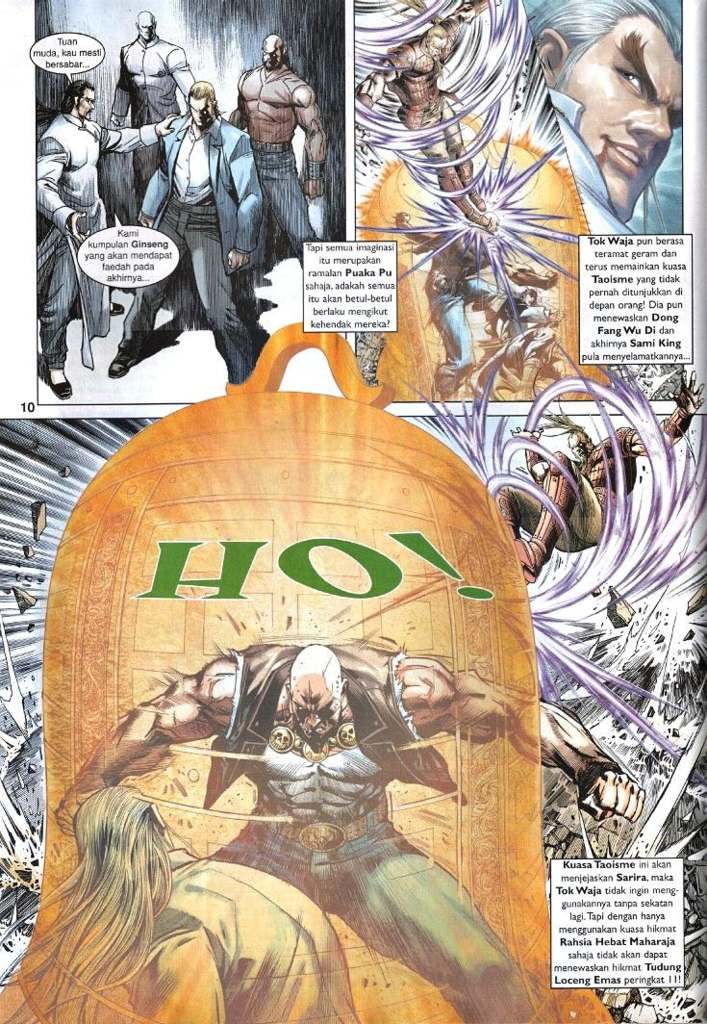 Tuan
muda, kau mesti
bersabar...
Kami
kumpulan Ginseng
yang akan mendapat
faedah pada
akhirnya...
Tapi semua imaginasi
itu merupakan
ramalan Puaka Pu
sahaja, adakah semua
itu akan betul-betul
berlaku mengikut
kehendak mereka?
Tok Waja pun berasa
teramat geram dan
terus memainkan kuasa
Taoisme yang tidak
pernah ditunjukkan di
depan orang! Dia pun
menewaskan Dong
Fang Wu Di dan
akhirnya Sami King
pula menyelamatkannya...
10
HO!
Kuasa Taoisme ini akan
menjejaskan Sarira, maka
Tok Waja tidak ingin meng-
gunakannya tanpa sekatan
lagi. Tapi dengan hanya
menggunakan kuasa hikmat
Rahsia Hebat Maharaja
sahaja tidak akan dapat
menewaskan hikmat Tudung
Loceng Emas peringkat 11!